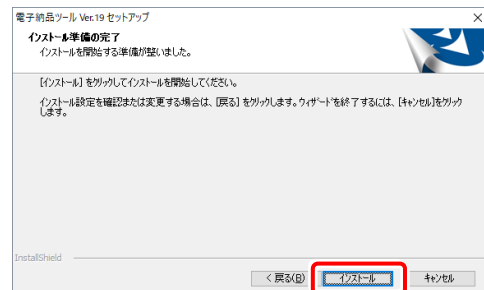 電子納品ツール Ver.19 セットアップ
インストール準備の完了
インストールを開始する準備が整いました。
[インストール] をクリックしてインストールを開始してください。
インストール設定を確認または変更する場合は、[戻る] をクリックします。ウィザードを終了するには、[キャンセル]をクリック
します。
InstallShield
< 戻る(B)
インストール
キャンセル